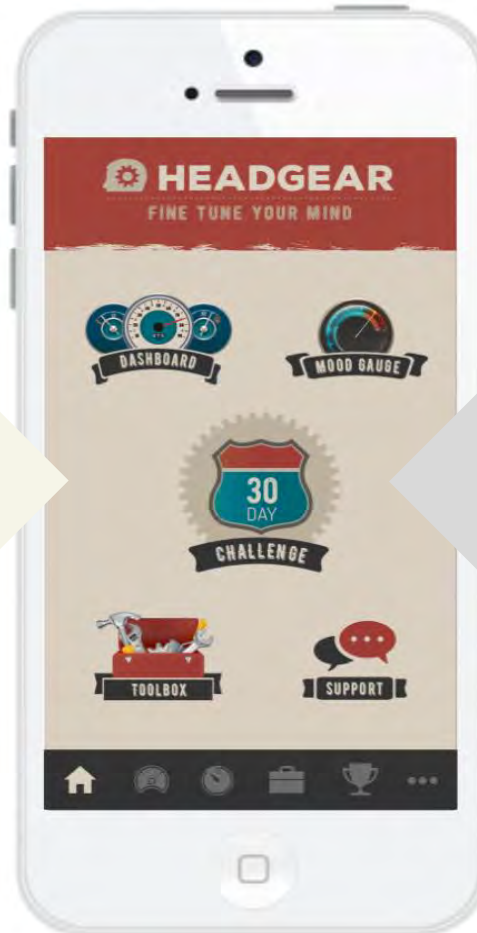 HEADGEAR
FINE TUNE YOUR MIND
DASHBOARD
MOOD GAUGE
30
DAY
CHALLENGE
TOOLBOX
SUPPORT